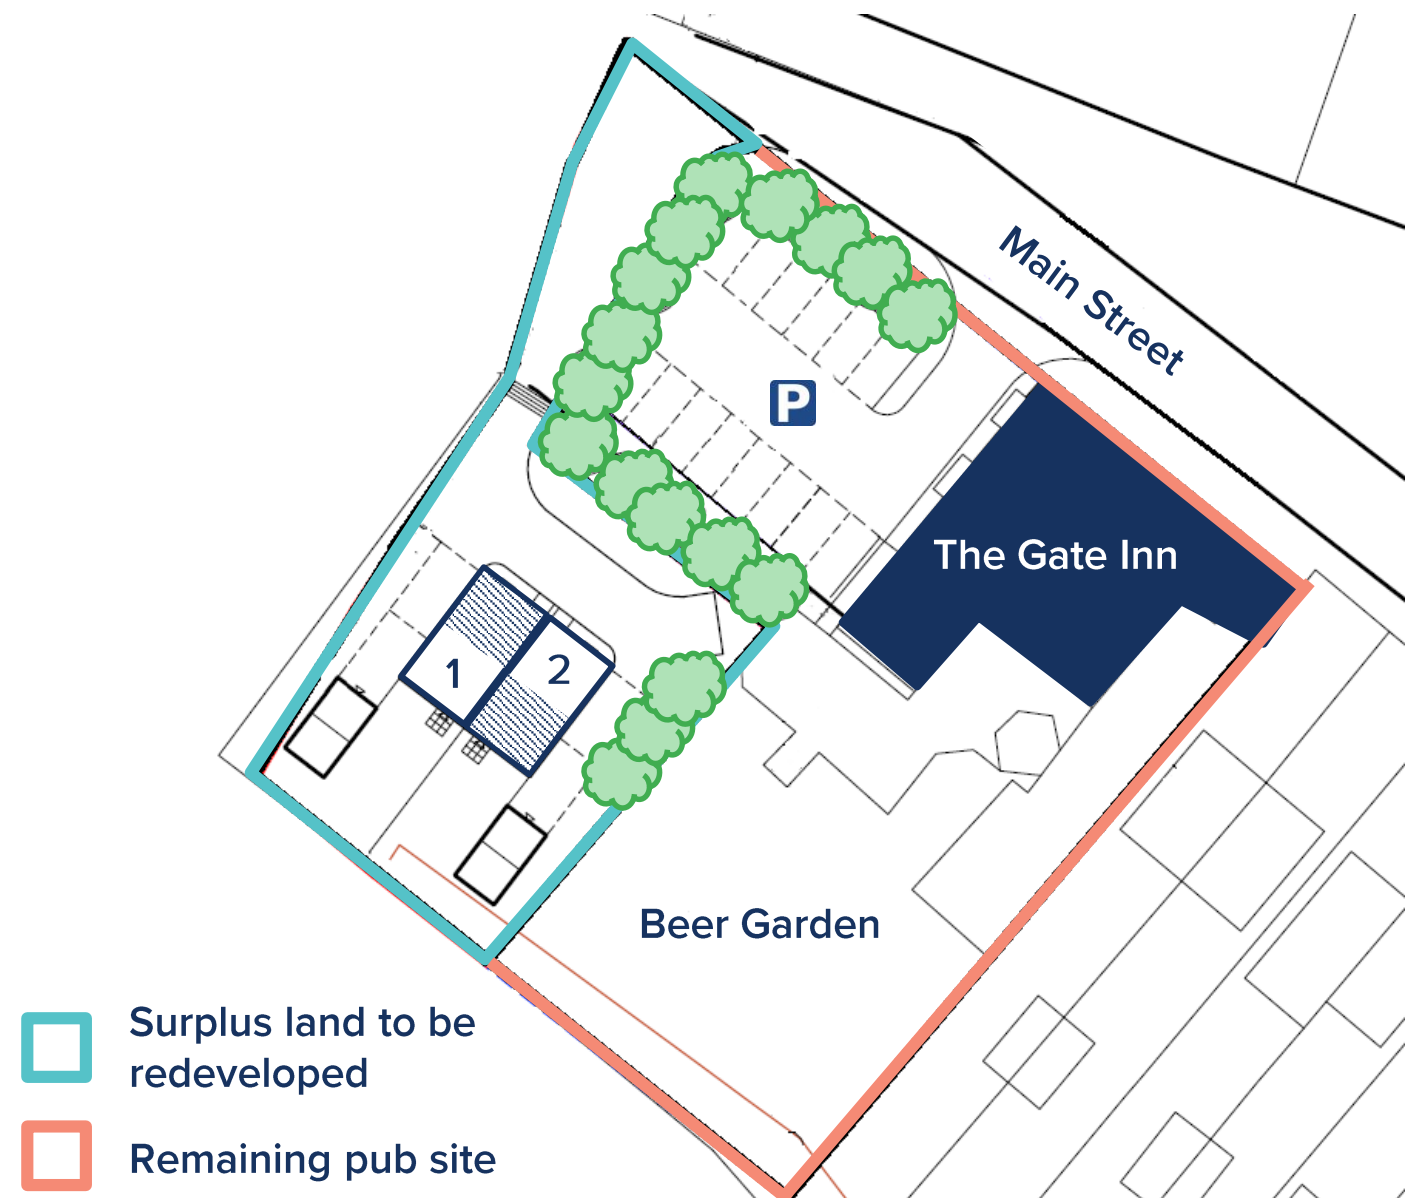 Main Street
P
The Gate Inn
1
2
Beer Garden
Surplus land to be
redeveloped
Remaining pub site